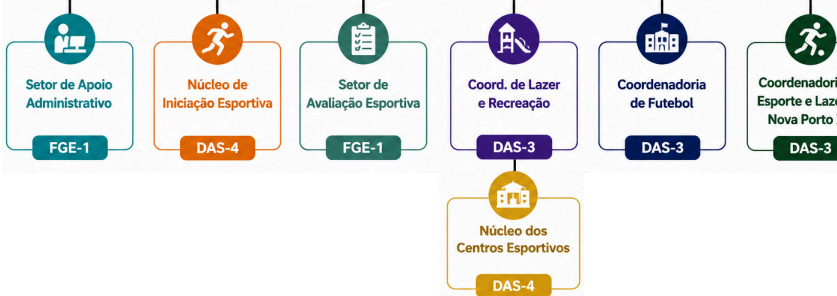 Setor de Apoio
Administrativo
FGE-1
Núcleo de
Iniciação Esportiva
DAS-4
Setor de
Avaliação Esportiva
FGE-1
Coord. de Lazer
e Recreação
DAS-3
Coordenadoria
de Futebol
DAS-3
Esporte e
Nova Porto
DAS-3
Núcleo dos
Centros Esportivos
DAS-4